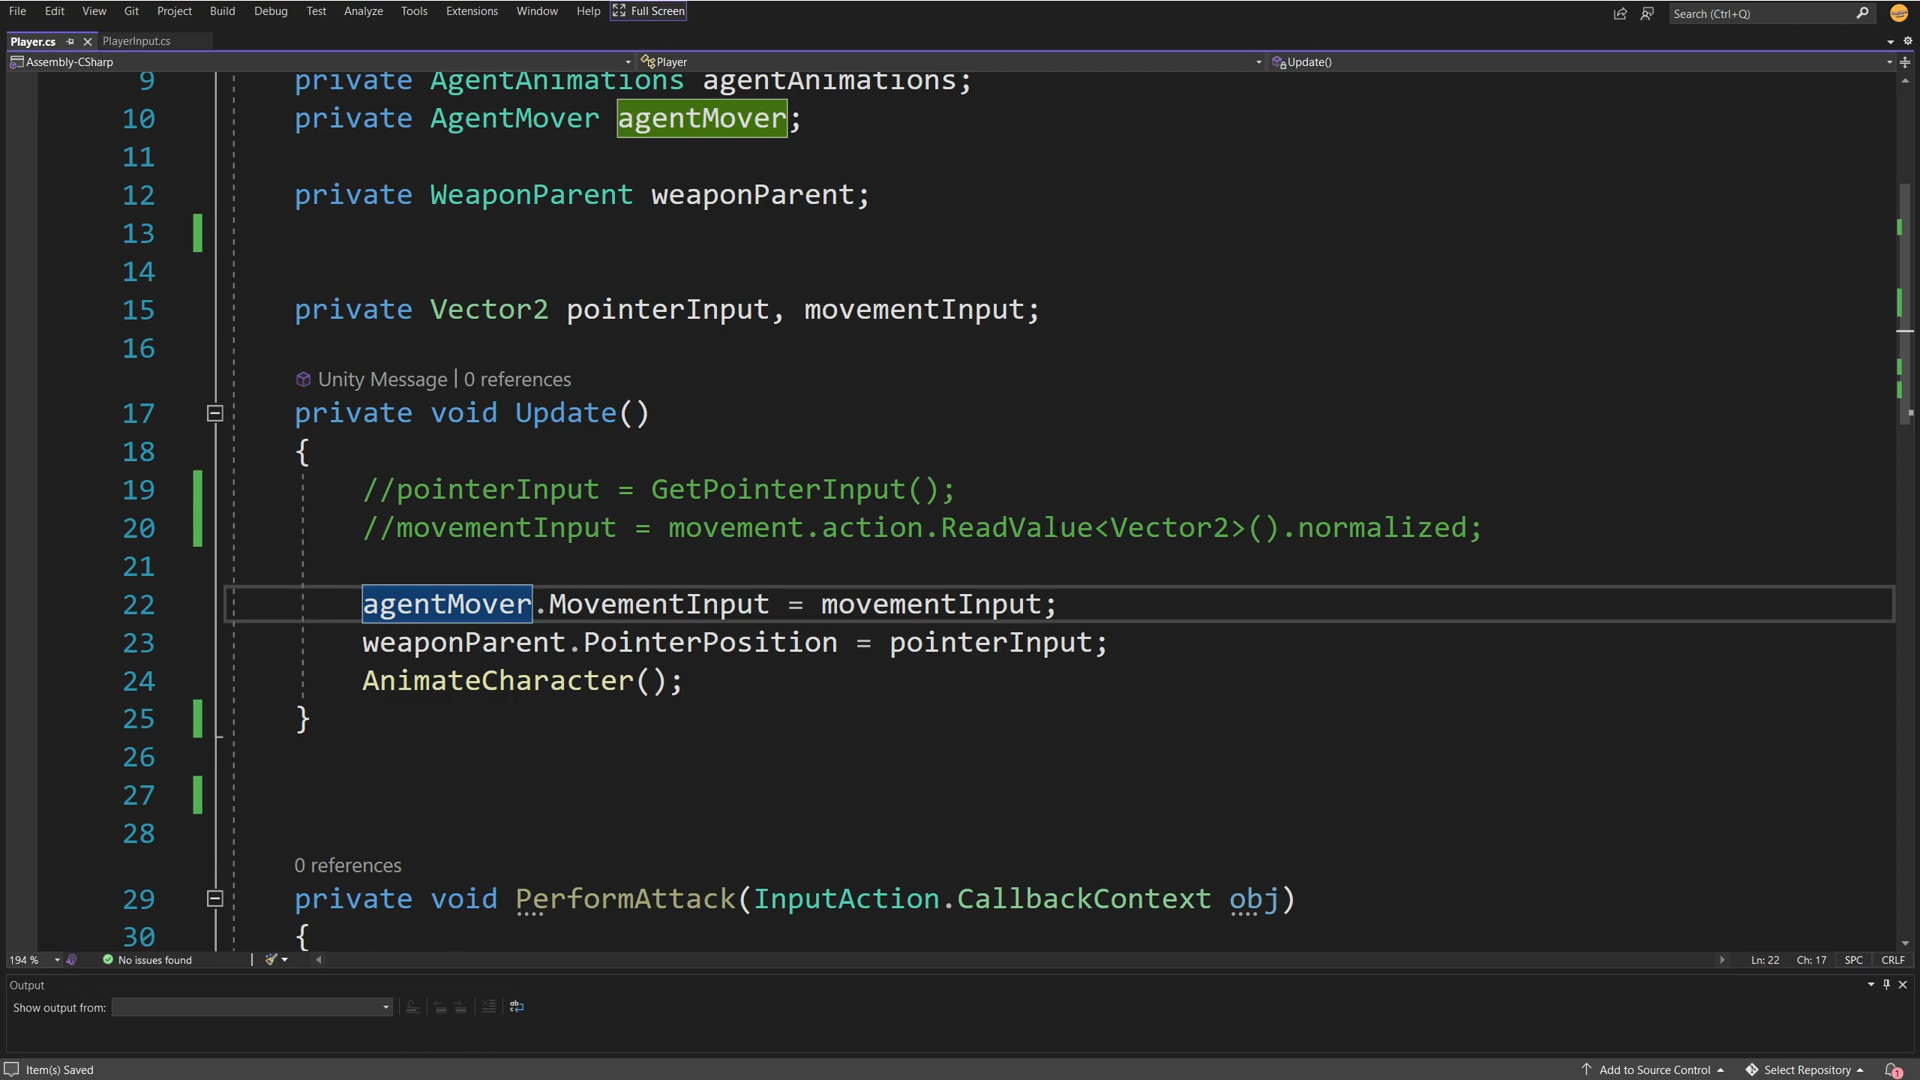 File Edit View Git Project Build Debug Test Analyze Tools Extensions Window Help Full Screen Search (Ctrl+Q)
Player.cs PlayerInput.cs
Assembly-CSharp Player Update()
9 private AgentAnimations agentAnimations;
10 private AgentMover agentMover;
11
12 private WeaponParent weaponParent;
13
14
15 private Vector2 pointerInput, movementInput;
16
Unity Message | 0 references
17 private void Update()
18 {
19 //pointerInput = GetPointerInput();
20 //movementInput = movement.action.ReadValue<Vector2>().normalized;
21
22 agentMover.MovementInput = movementInput;
23 weaponParent.PointerPosition = pointerInput;
24 AnimateCharacter();
25 }
26
27
28
0 references
29 private void PerformAttack(InputAction.CallbackContext obj)
30 {
194 % No issues found Ln: 22 Ch: 17 SPC CRLF
Output
Show output from:
Item(s) Saved Add to Source Control Select Repository 1